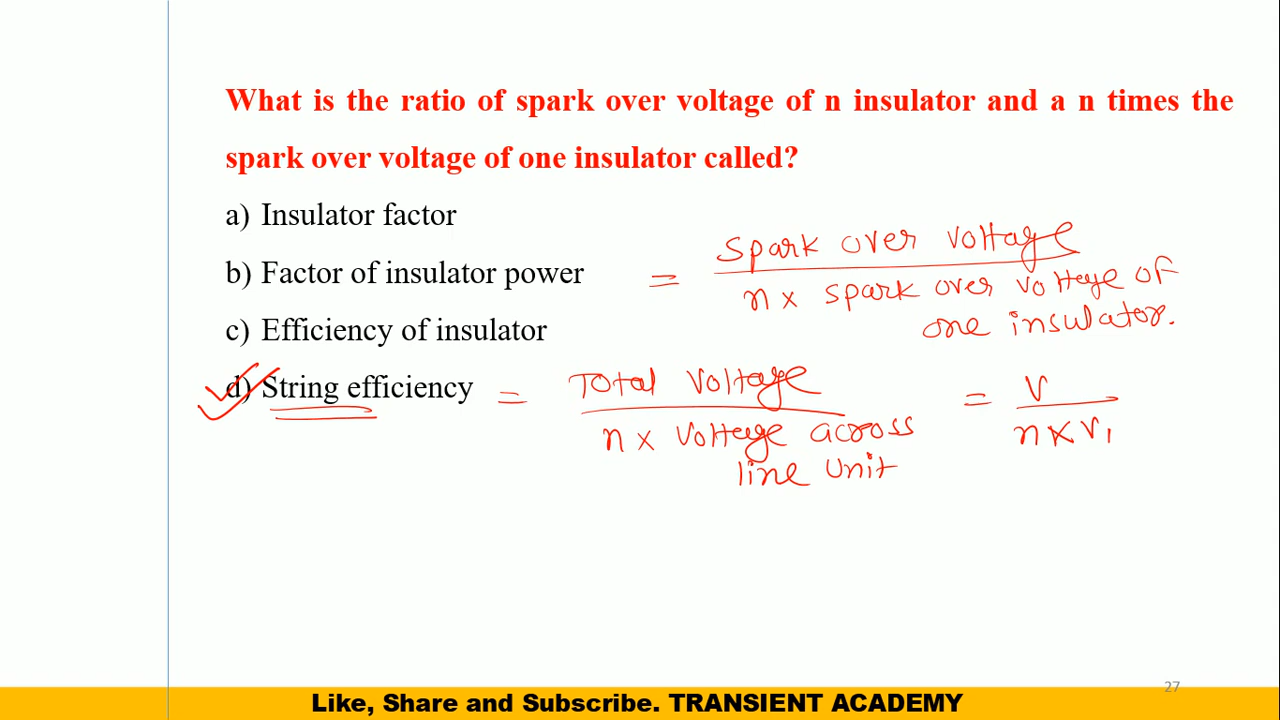 What is the ratio of spark over voltage of n insulator and a n times the
spark over voltage of one insulator called?
a) Insulator factor
b) Factor of insulator power
c) Efficiency of insulator
d) String efficiency
= Spark over voltage
n x spark over voltage of
one insulator.
= Total voltage
n x voltage across
line unit
= V
n x V1
27
Like, Share and Subscribe. TRANSIENT ACADEMY